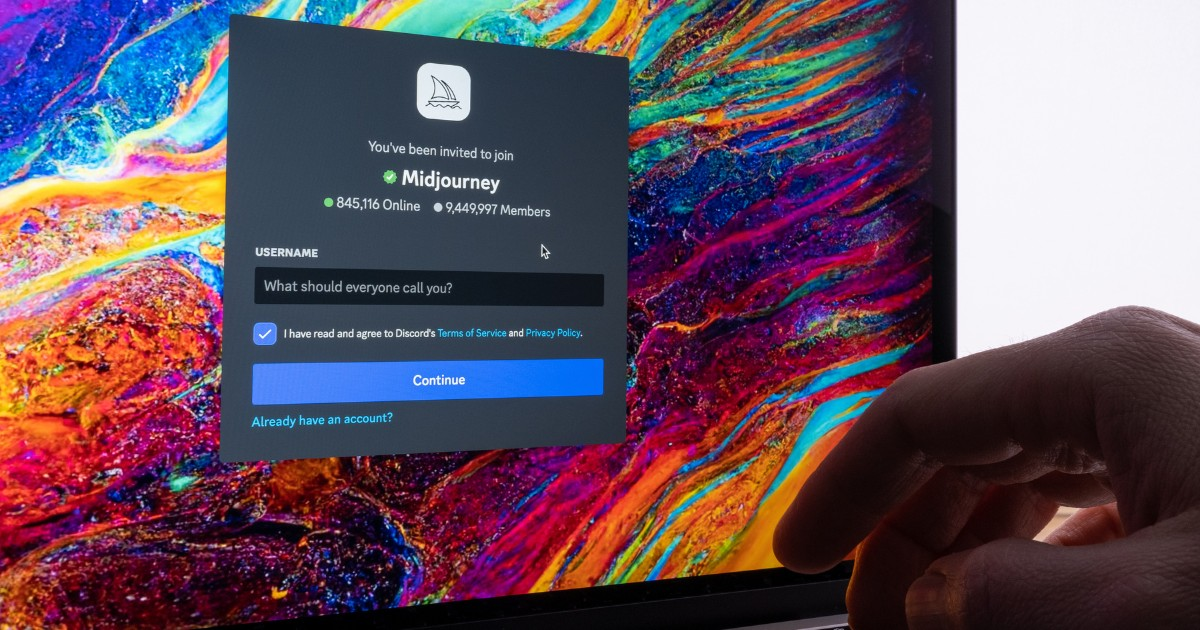 You've been invited to join
Midjourney
845,116 Online 9,449,997 Members
USERNAME
What should everyone call you?
I have read and agree to Discord's Terms of Service and Privacy Policy.
Continue
Already have an account?